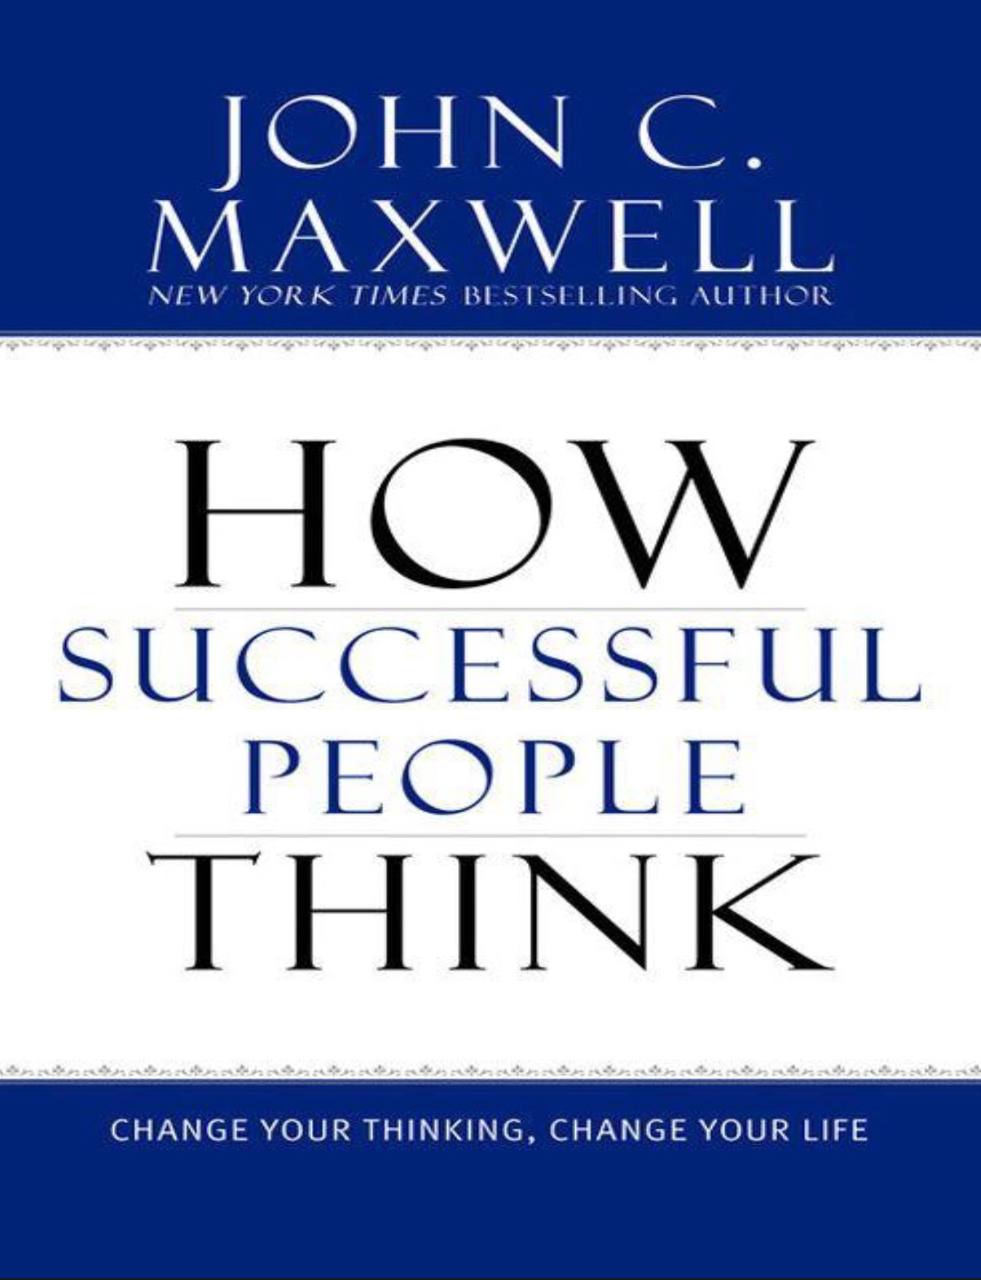 JOHN C.
MAXWELL
NEW YORK TIMES BESTSELLING AUTHOR
HOW
SUCCESSFUL
PEOPLE
THINK
CHANGE YOUR THINKING, CHANGE YOUR LIFE